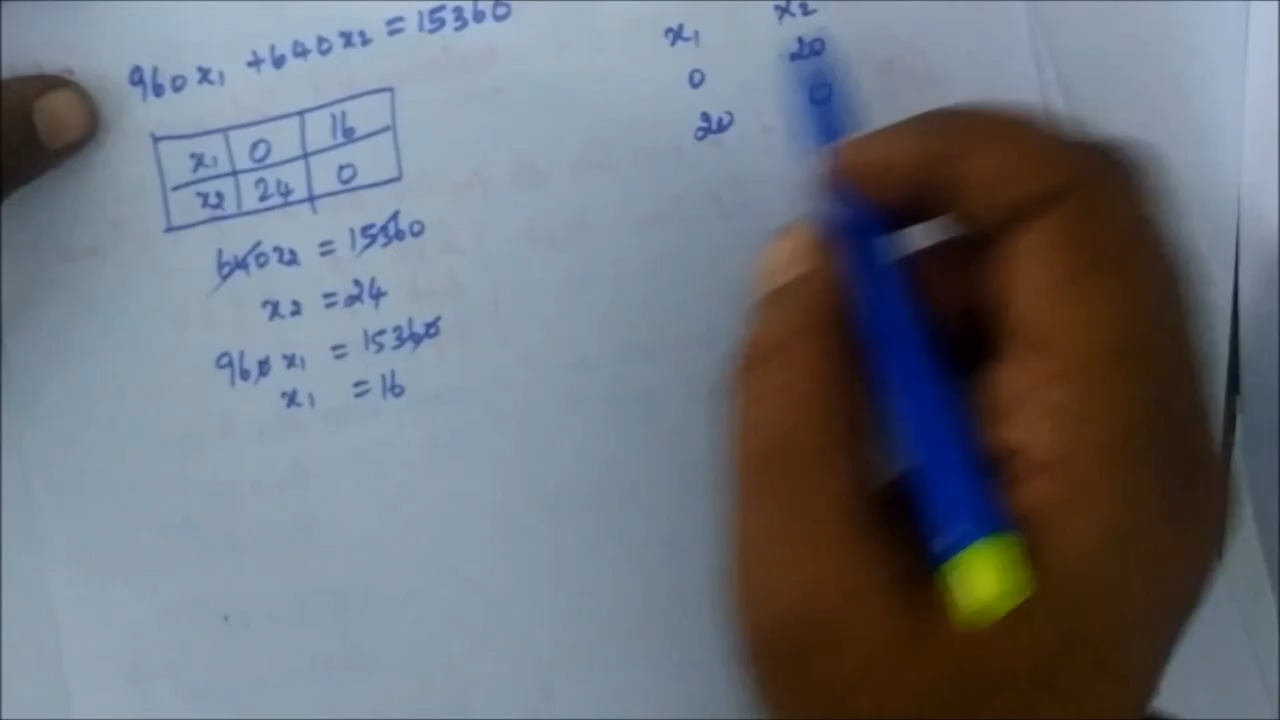 960x₁ + 640x₂ = 15360
x₁ 0 16
x₂ 24 0
640x₂ = 15360
x₂ = 24
960x₁ = 15360
x₁ = 16
x₁ x₂
0 20
20 0